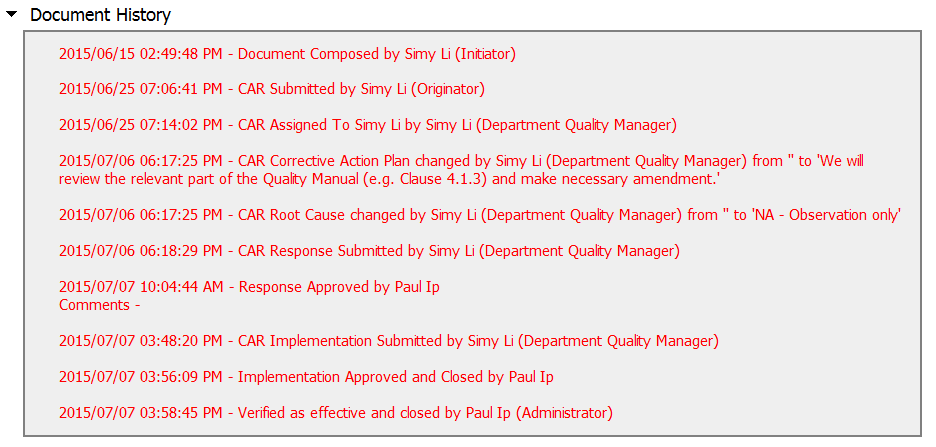 Document History
2015/06/15 02:49:48 PM - Document Composed by Simy Li (Initiator)
2015/06/25 07:06:41 PM - CAR Submitted by Simy Li (Originator)
2015/06/25 07:14:02 PM - CAR Assigned To Simy Li by Simy Li (Department Quality Manager)
2015/07/06 06:17:25 PM - CAR Corrective Action Plan changed by Simy Li (Department Quality Manager) from '' to 'We will
review the relevant part of the Quality Manual (e.g. Clause 4.1.3) and make necessary amendment.'
2015/07/06 06:17:25 PM - CAR Root Cause changed by Simy Li (Department Quality Manager) from '' to 'NA - Observation only'
2015/07/06 06:18:29 PM - CAR Response Submitted by Simy Li (Department Quality Manager)
2015/07/07 10:04:44 AM - Response Approved by Paul Ip
Comments -
2015/07/07 03:48:20 PM - CAR Implementation Submitted by Simy Li (Department Quality Manager)
2015/07/07 03:56:09 PM - Implementation Approved and Closed by Paul Ip
2015/07/07 03:58:45 PM - Verified as effective and closed by Paul Ip (Administrator)